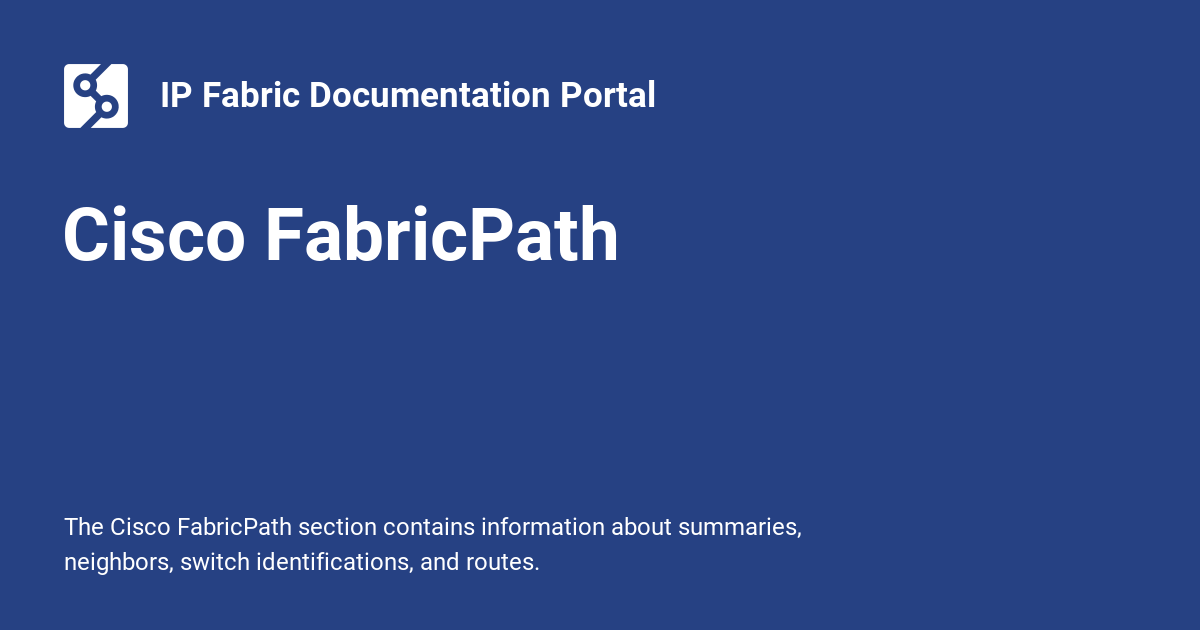 IP Fabric Documentation Portal
Cisco FabricPath
The Cisco FabricPath section contains information about summaries,
neighbors, switch identifications, and routes.